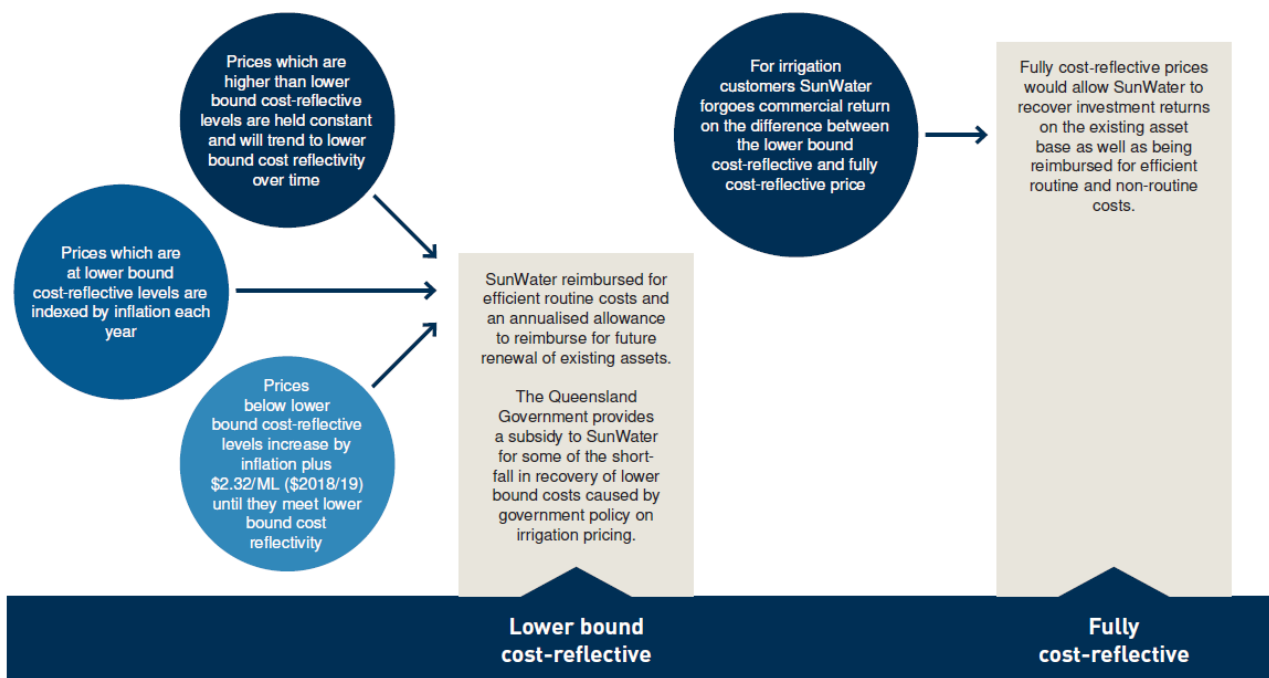 Prices which are
higher than lower
bound cost-reflective
levels are held constant
and will trend to lower
bound cost reflectivity
over time
Prices which are
at lower bound
cost-reflective levels are
indexed by inflation each
year
Prices
below lower
bound cost-reflective
levels increase by
inflation plus
$2.32/ML ($2018/19)
until they meet lower
bound cost
reflectivity
SunWater reimbursed for
efficient routine costs and
an annualised allowance
to reimburse for future
renewal of existing assets.
The Queensland
Government provides
a subsidy to SunWater
for some of the short-
fall in recovery of lower
bound costs caused by
government policy on
irrigation pricing.
For irrigation
customers SunWater
forgoes commercial return
on the difference between
the lower bound
cost-reflective and fully
cost-reflective price
Fully cost-reflective prices
would allow SunWater to
recover investment returns
on the existing asset
base as well as being
reimbursed for efficient
routine and non-routine
costs.
Lower bound
cost-reflective
Fully
cost-reflective